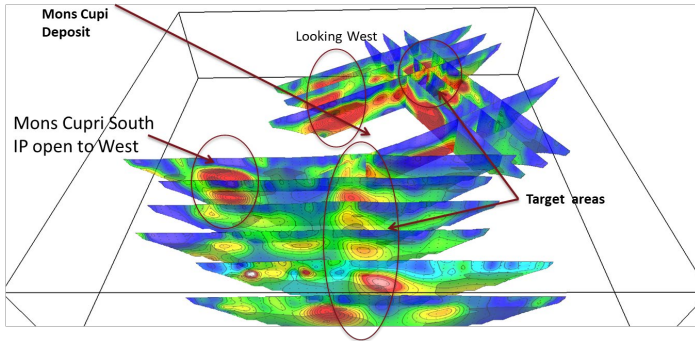 Mons Cupi
Deposit
Looking West
Mons Cupri South
IP open to West
Target areas